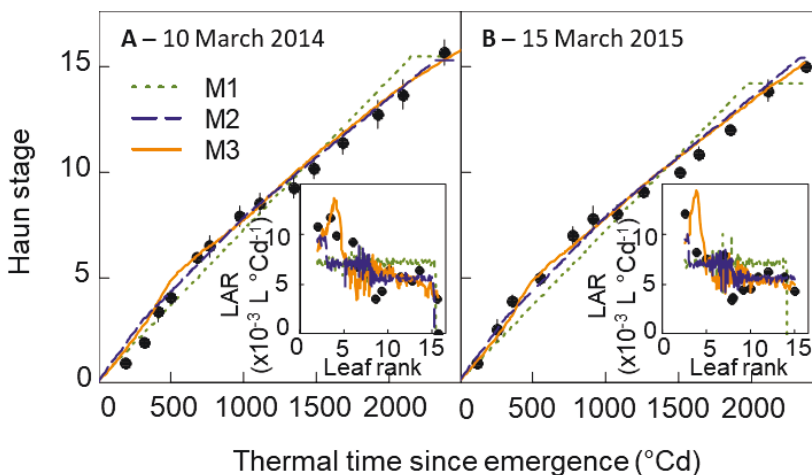 A – 10 March 2014
B – 15 March 2015
M1
M2
M3
Haun stage
15
10
5
0
0 500 1000 1500 2000
0 500 1000 1500 2000
LAR
(x10⁻³ L °Cd⁻¹)
10
5
0
0 5 10 15
Leaf rank
LAR
(x10⁻³ L °Cd⁻¹)
10
5
0
0 5 10 15
Leaf rank
Thermal time since emergence (°Cd)